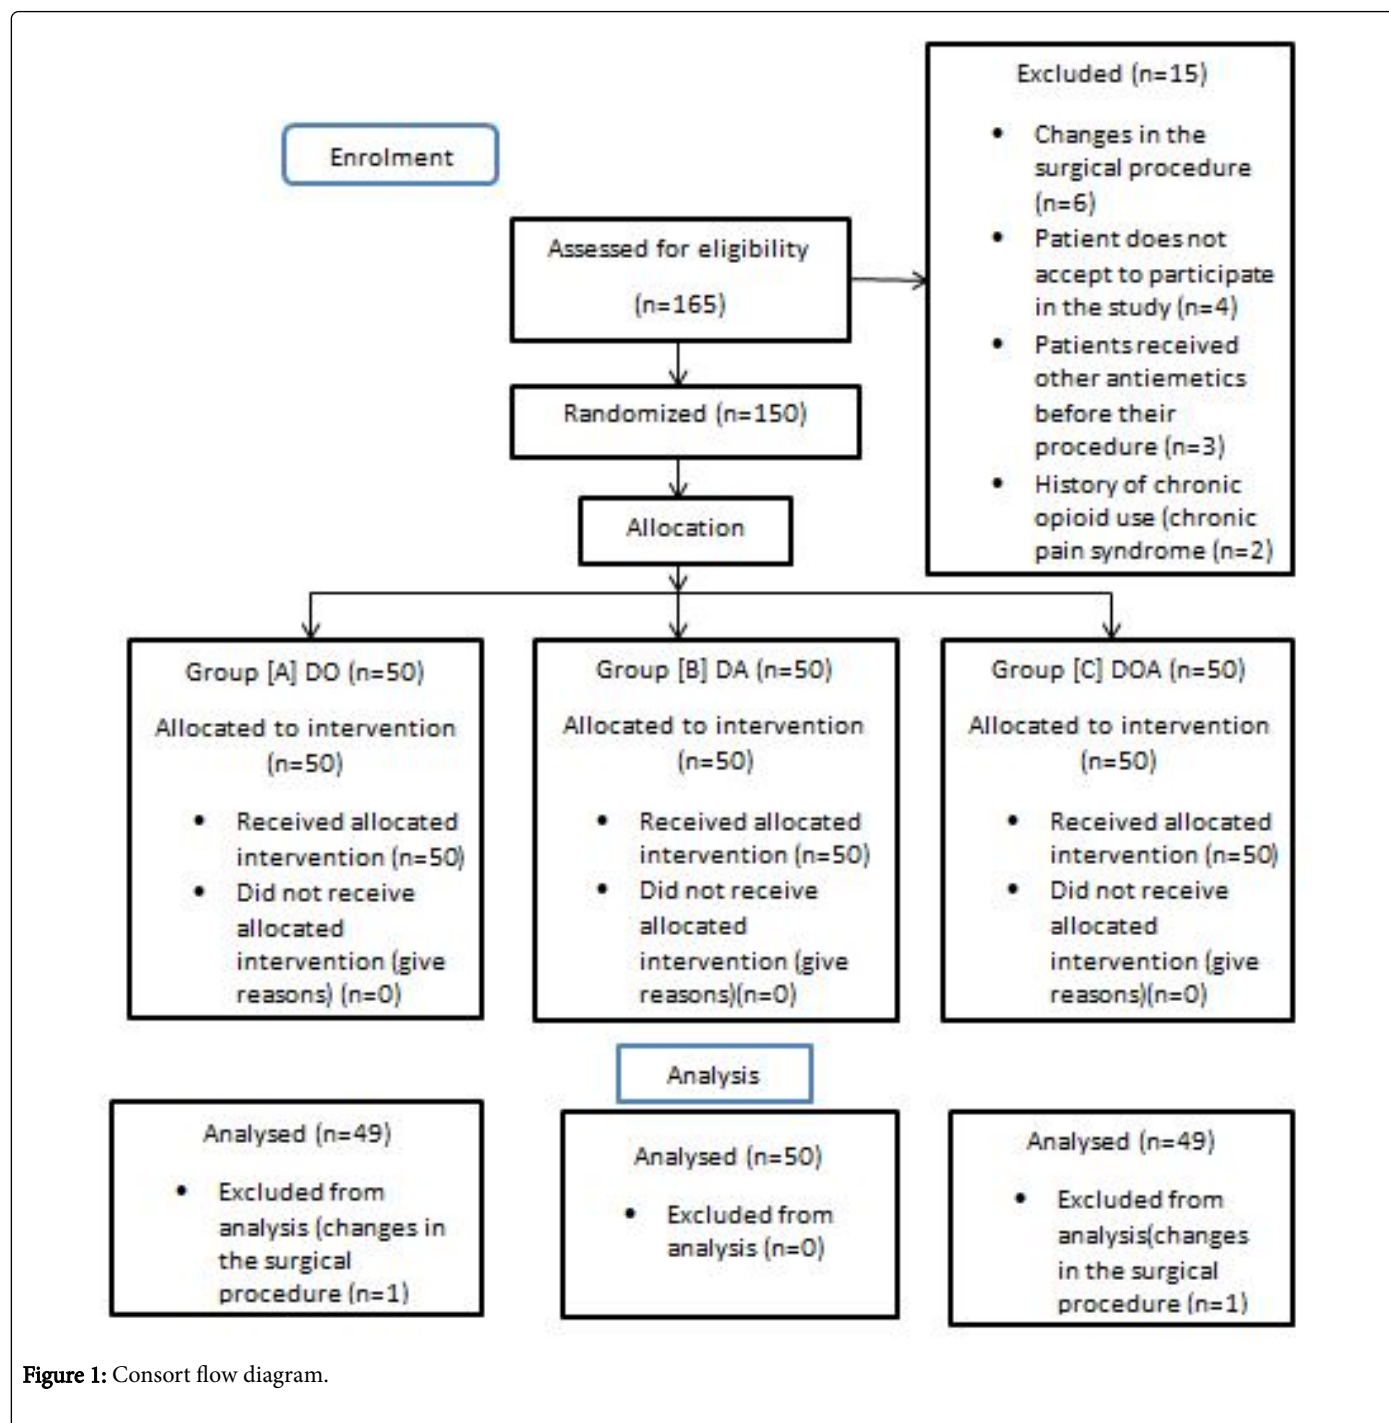 Enrolment
Excluded (n=15)
• Changes in the
surgical procedure
(n=6)
• Patient does not
accept to participate
in the study (n=4)
• Patients received
other antiemetics
before their
procedure (n=3)
• History of chronic
opioid use (chronic
pain syndrome (n=2)
Assessed for eligibility
(n=165)
Randomized (n=150)
Allocation
Group [A] DO (n=50)
Allocated to intervention
(n=50)
• Received allocated
intervention (n=50)
• Did not receive
allocated
intervention (give
reasons) (n=0)
Group [B] DA (n=50)
Allocated to intervention
(n=50)
• Received allocated
intervention (n=50)
• Did not receive
allocated
intervention (give
reasons)(n=0)
Group [C] DOA (n=50)
Allocated to intervention
(n=50)
• Received allocated
intervention (n=50)
• Did not receive
allocated
intervention (give
reasons)(n=0)
Analysis
Analysed (n=49)
• Excluded from
analysis (changes in
the surgical
procedure (n=1)
Analysed (n=50)
• Excluded from
analysis (n=0)
Analysed (n=49)
• Excluded from
analysis(changes
in the surgical
procedure (n=1)
Figure 1: Consort flow diagram.